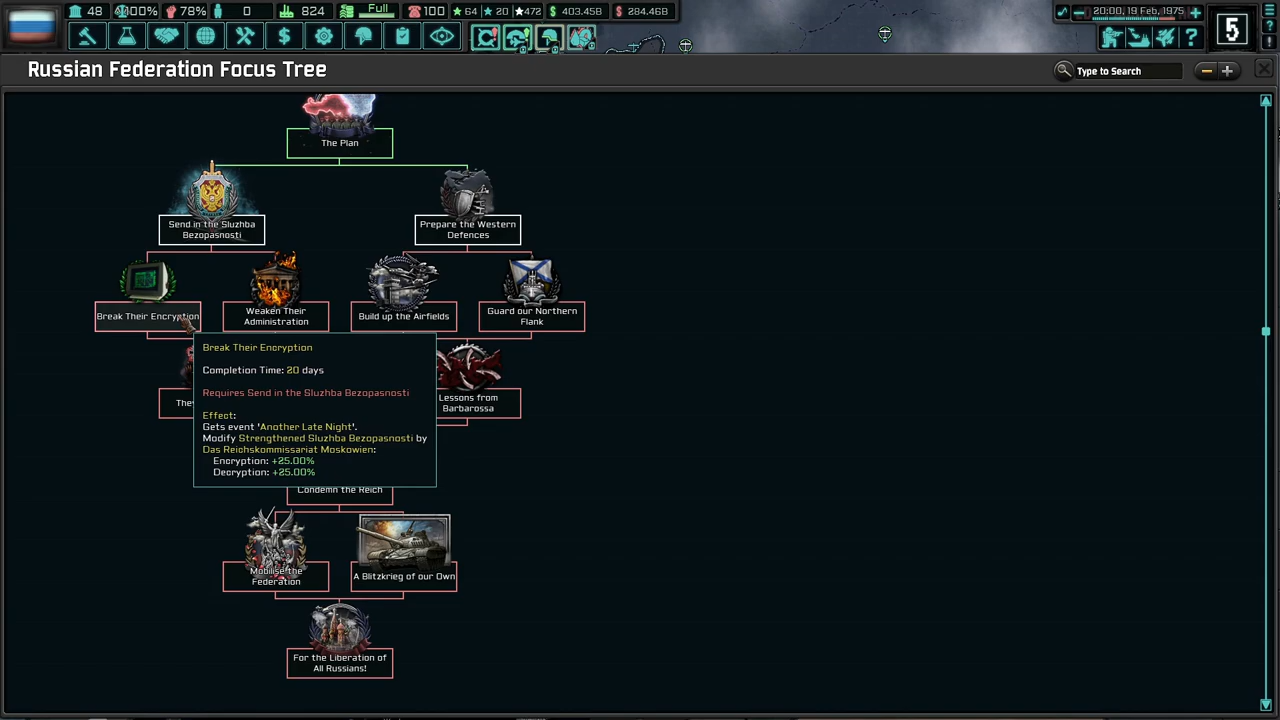 48 100% 78% 0 824 Full 100 64 20 472 $ 403.45B $ 284.46B
20:00, 19 Feb, 1975
5
Russian Federation Focus Tree
Type to Search
The Plan
Send in the Sluzhba
Bezopasnosti
Prepare the Western
Defences
Break Their Encryption
Weaken Their
Administration
Build up the Airfields
Guard our Northern
Flank
Break Their Encryption
Completion Time: 20 days
Requires Send in the Sluzhba Bezopasnosti
Effect:
Gets event 'Another Late Night'.
Modify Strengthened Sluzhba Bezopasnosti by
Das Reichskommissariat Moskowien:
Encryption: +25.00%
Decryption: +25.00%
The
Lessons from
Barbarossa
Condemn the Reich
Mobilise the
Federation
A Blitzkrieg of our Own
For the Liberation of
All Russians!